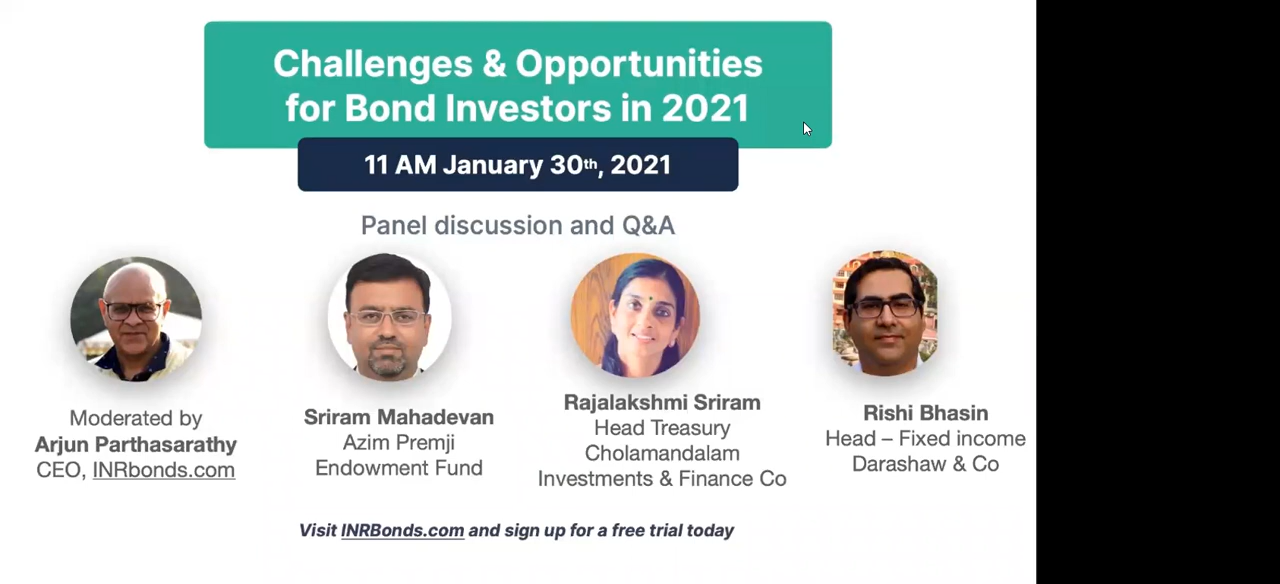 Challenges & Opportunities
for Bond Investors in 2021
11 AM January 30th, 2021
Panel discussion and Q&A
Moderated by
Arjun Parthasarathy
CEO, INRbonds.com
Sriram Mahadevan
Azim Premji
Endowment Fund
Rajalakshmi Sriram
Head Treasury
Cholamandalam
Investments & Finance Co
Rishi Bhasin
Head – Fixed income
Darashaw & Co
Visit INRBonds.com and sign up for a free trial today